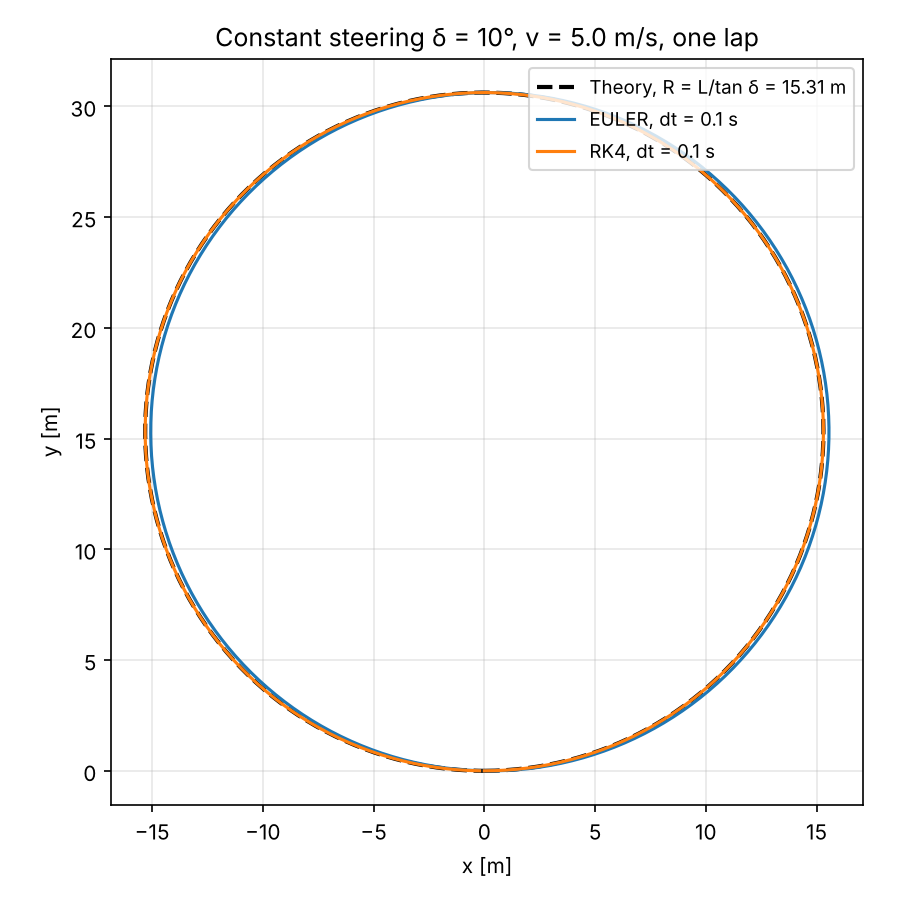 Constant steering δ = 10°, v = 5.0 m/s, one lap
Theory, R = L/tan δ = 15.31 m
EULER, dt = 0.1 s
RK4, dt = 0.1 s
30
25
20
15
10
5
0
y [m]
−15
−10
−5
0
5
10
15
x [m]